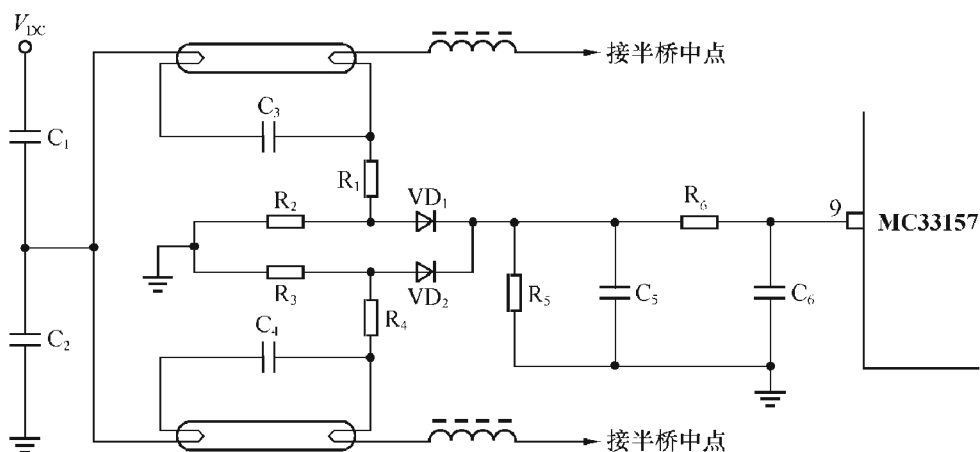 V_DC
接半桥中点
C₃
C₁
R₁
R₂
VD₁
R₆
9
MC33157
R₃
VD₂
R₅
C₅
C₆
R₄
C₂
C₄
接半桥中点